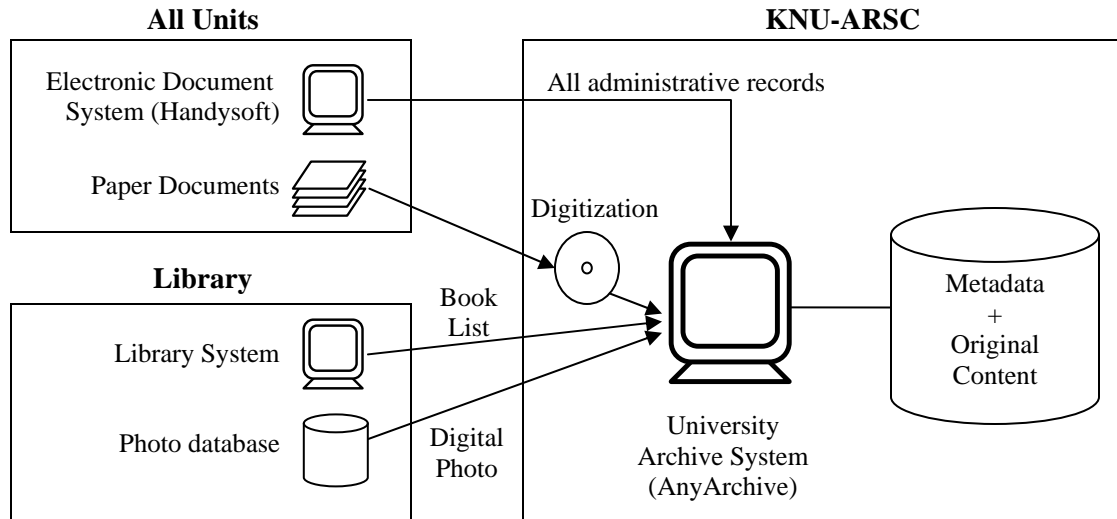 All Units
Electronic Document
System (Handysoft)
Paper Documents
Library
Library System
Photo database
Book
List
Digital
Photo
KNU-ARSC
All administrative records
Digitization
University
Archive System
(AnyArchive)
Metadata
+
Original
Content